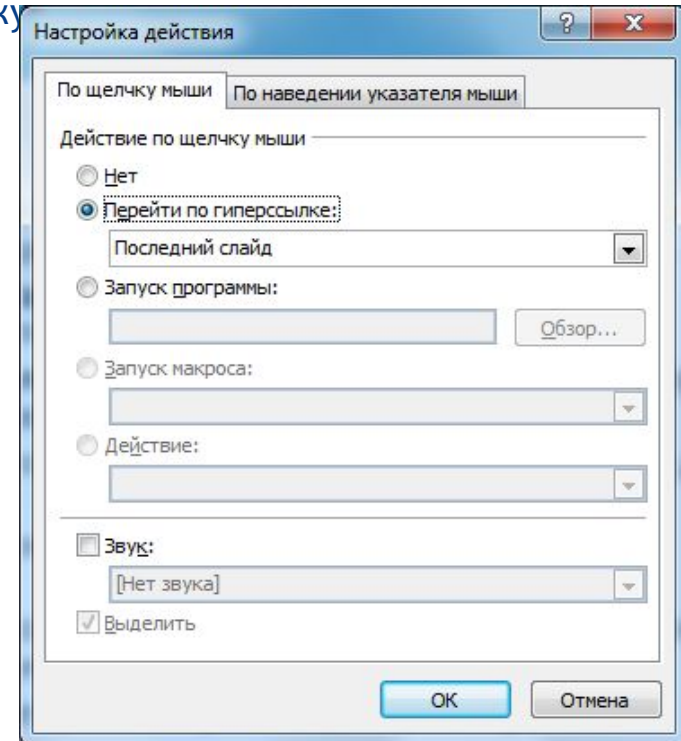 ку
Настройка действия
По щелчку мыши
По наведении указателя мыши
Действие по щелчку мыши
Нет
Перейти по гиперссылке:
Последний слайд
Запуск программы:
Обзор...
Запуск макроса:
Действие:
Звук:
[Нет звука]
Выделить
ОК
Отмена